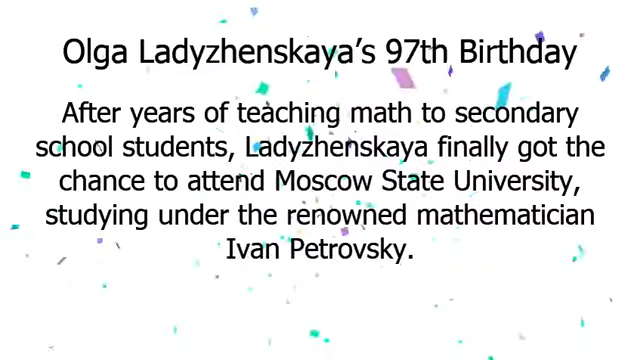 Olga Ladyzhenskaya’s 97th Birthday
After years of teaching math to secondary
school students, Ladyzhenskaya finally got the
chance to attend Moscow State University,
studying under the renowned mathematician
Ivan Petrovsky.